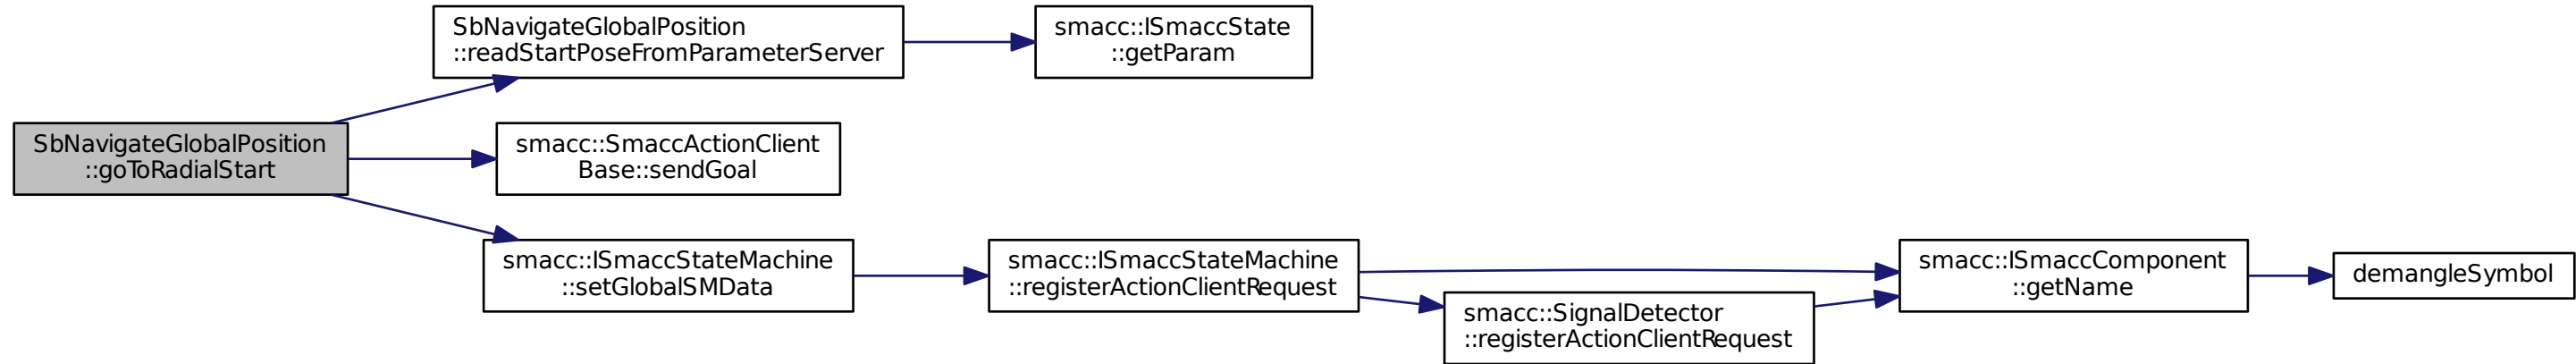 SbNavigateGlobalPosition
::readStartPoseFromParameterServer
smacc::ISmaccState
::getParam
SbNavigateGlobalPosition
::goToRadialStart
smacc::SmaccActionClient
Base::sendGoal
smacc::ISmaccStateMachine
::setGlobalSMData
smacc::ISmaccStateMachine
::registerActionClientRequest
smacc::SignalDetector
::registerActionClientRequest
smacc::ISmaccComponent
::getName
demangleSymbol